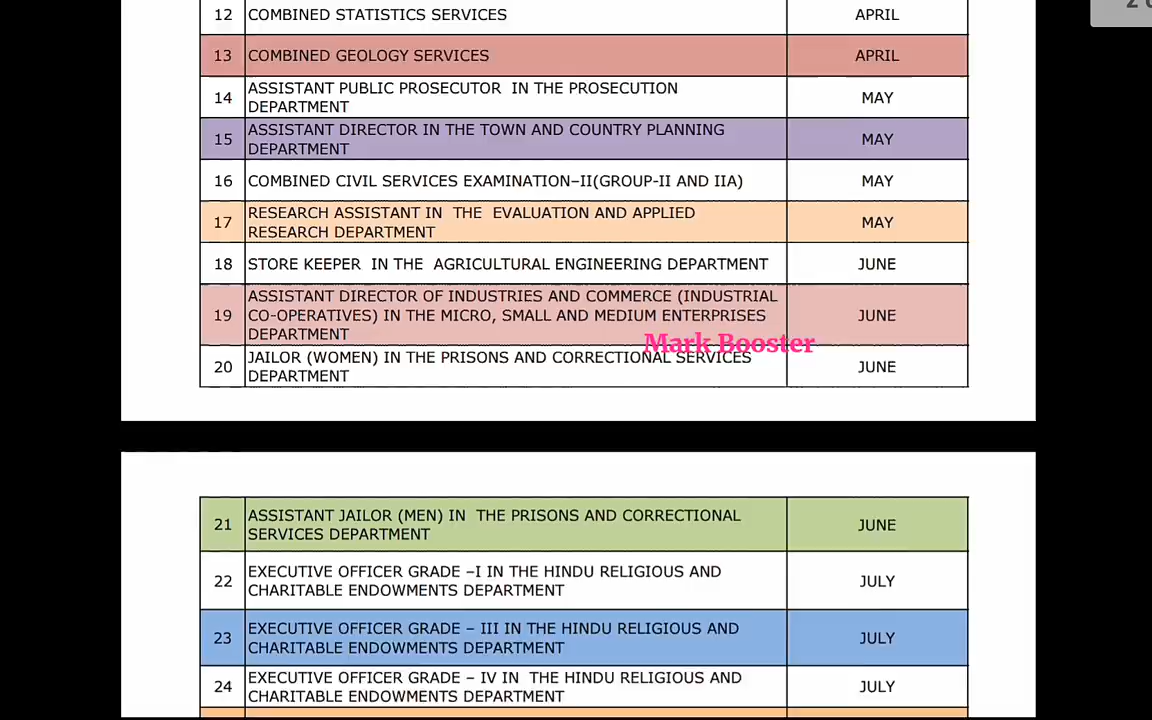 12 COMBINED STATISTICS SERVICES APRIL
13 COMBINED GEOLOGY SERVICES APRIL
14 ASSISTANT PUBLIC PROSECUTOR IN THE PROSECUTION
DEPARTMENT MAY
15 ASSISTANT DIRECTOR IN THE TOWN AND COUNTRY PLANNING
DEPARTMENT MAY
16 COMBINED CIVIL SERVICES EXAMINATION–II(GROUP-II AND IIA) MAY
17 RESEARCH ASSISTANT IN THE EVALUATION AND APPLIED
RESEARCH DEPARTMENT MAY
18 STORE KEEPER IN THE AGRICULTURAL ENGINEERING DEPARTMENT JUNE
19 ASSISTANT DIRECTOR OF INDUSTRIES AND COMMERCE (INDUSTRIAL
CO-OPERATIVES) IN THE MICRO, SMALL AND MEDIUM ENTERPRISES JUNE
DEPARTMENT
Mark Booster
20 JAILOR (WOMEN) IN THE PRISONS AND CORRECTIONAL SERVICES
DEPARTMENT JUNE
21 ASSISTANT JAILOR (MEN) IN THE PRISONS AND CORRECTIONAL
SERVICES DEPARTMENT JUNE
22 EXECUTIVE OFFICER GRADE –I IN THE HINDU RELIGIOUS AND
CHARITABLE ENDOWMENTS DEPARTMENT JULY
23 EXECUTIVE OFFICER GRADE – III IN THE HINDU RELIGIOUS AND
CHARITABLE ENDOWMENTS DEPARTMENT JULY
24 EXECUTIVE OFFICER GRADE – IV IN THE HINDU RELIGIOUS AND
CHARITABLE ENDOWMENTS DEPARTMENT JULY